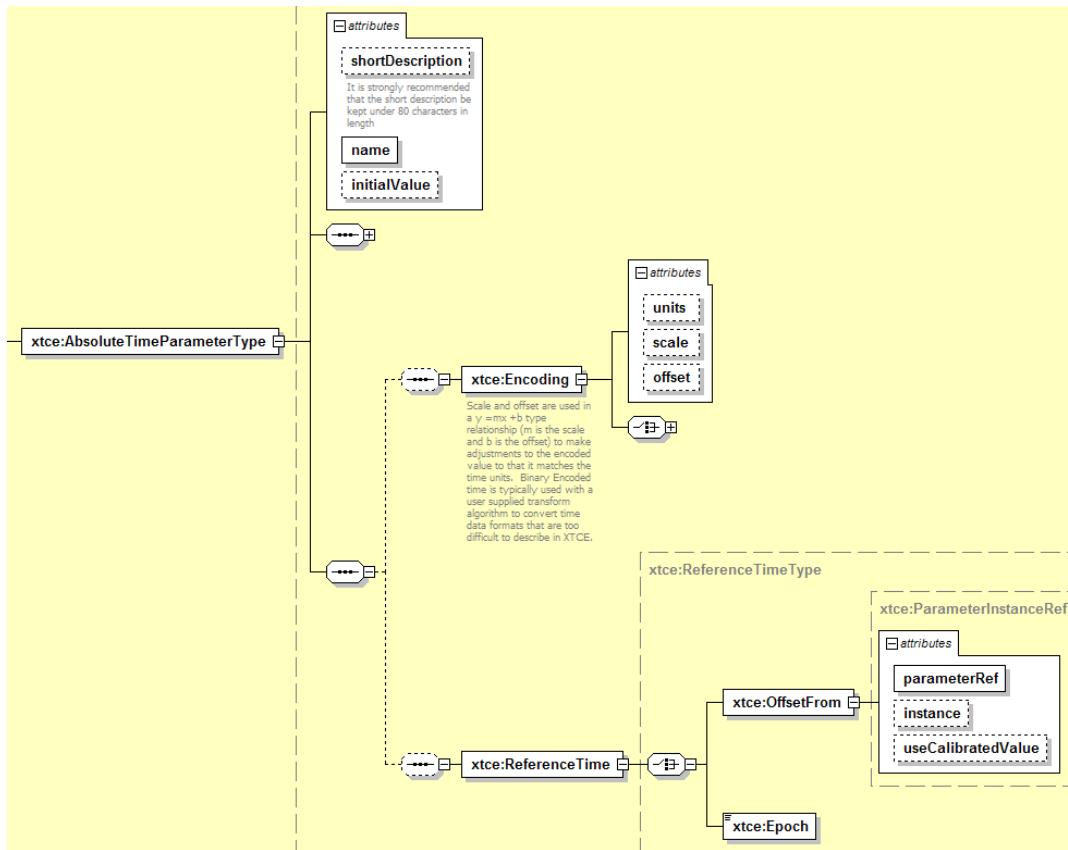 attributes
shortDescription
It is strongly recommended
that the short description be
kept under 80 characters in
length
name
initialValue
attributes
units
scale
offset
xtce:AbsoluteTimeParameterType
xtce:Encoding
Scale and offset are used in
a y =mx +b type
relationship (m is the scale
and b is the offset) to make
adjustments to the encoded
value to that it matches the
time units.  Binary Encoded
time is typically used with a
user supplied transform
algorithm to convert time
data formats that are too
difficult to describe in XTCE.
xtce:ReferenceTimeType
xtce:ParameterInstanceRef
attributes
parameterRef
instance
useCalibratedValue
xtce:OffsetFrom
xtce:ReferenceTime
xtce:Epoch